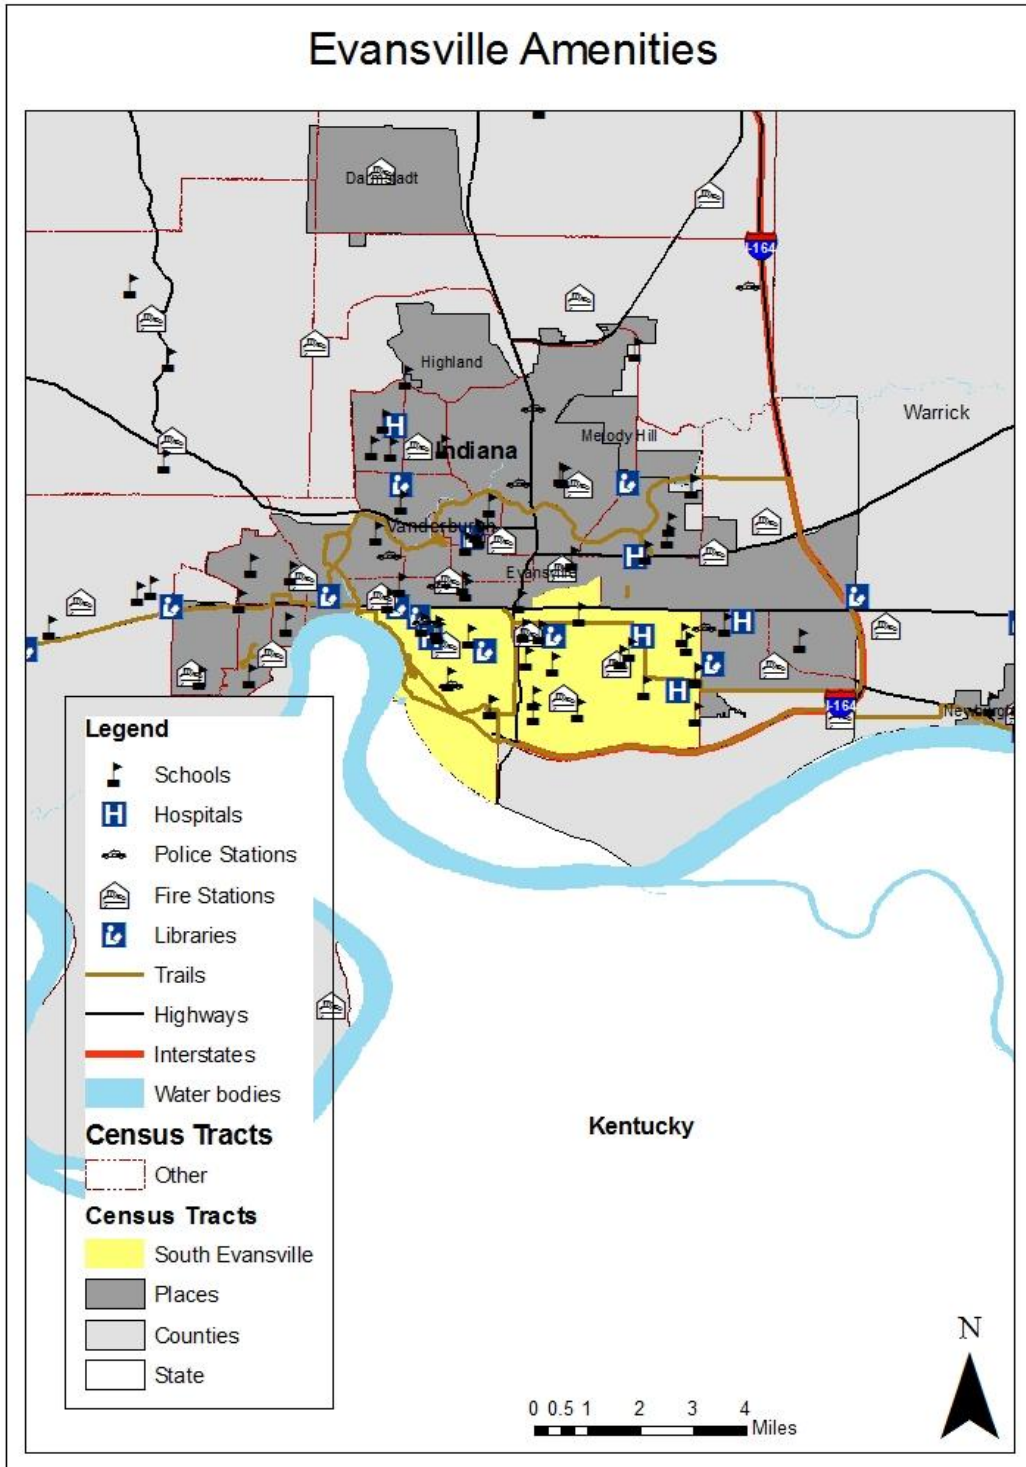 Evansville Amenities
Darmstadt
I-164
Highland
Warrick
Melody Hill
Indiana
Vanderburgh
Evansville
I-164
Newburgh
Legend
Schools
Hospitals
Police Stations
Fire Stations
Libraries
Trails
Highways
Interstates
Water bodies
Census Tracts
Other
Census Tracts
South Evansville
Places
Counties
State
Kentucky
N
0 0.5 1 2 3 4
Miles